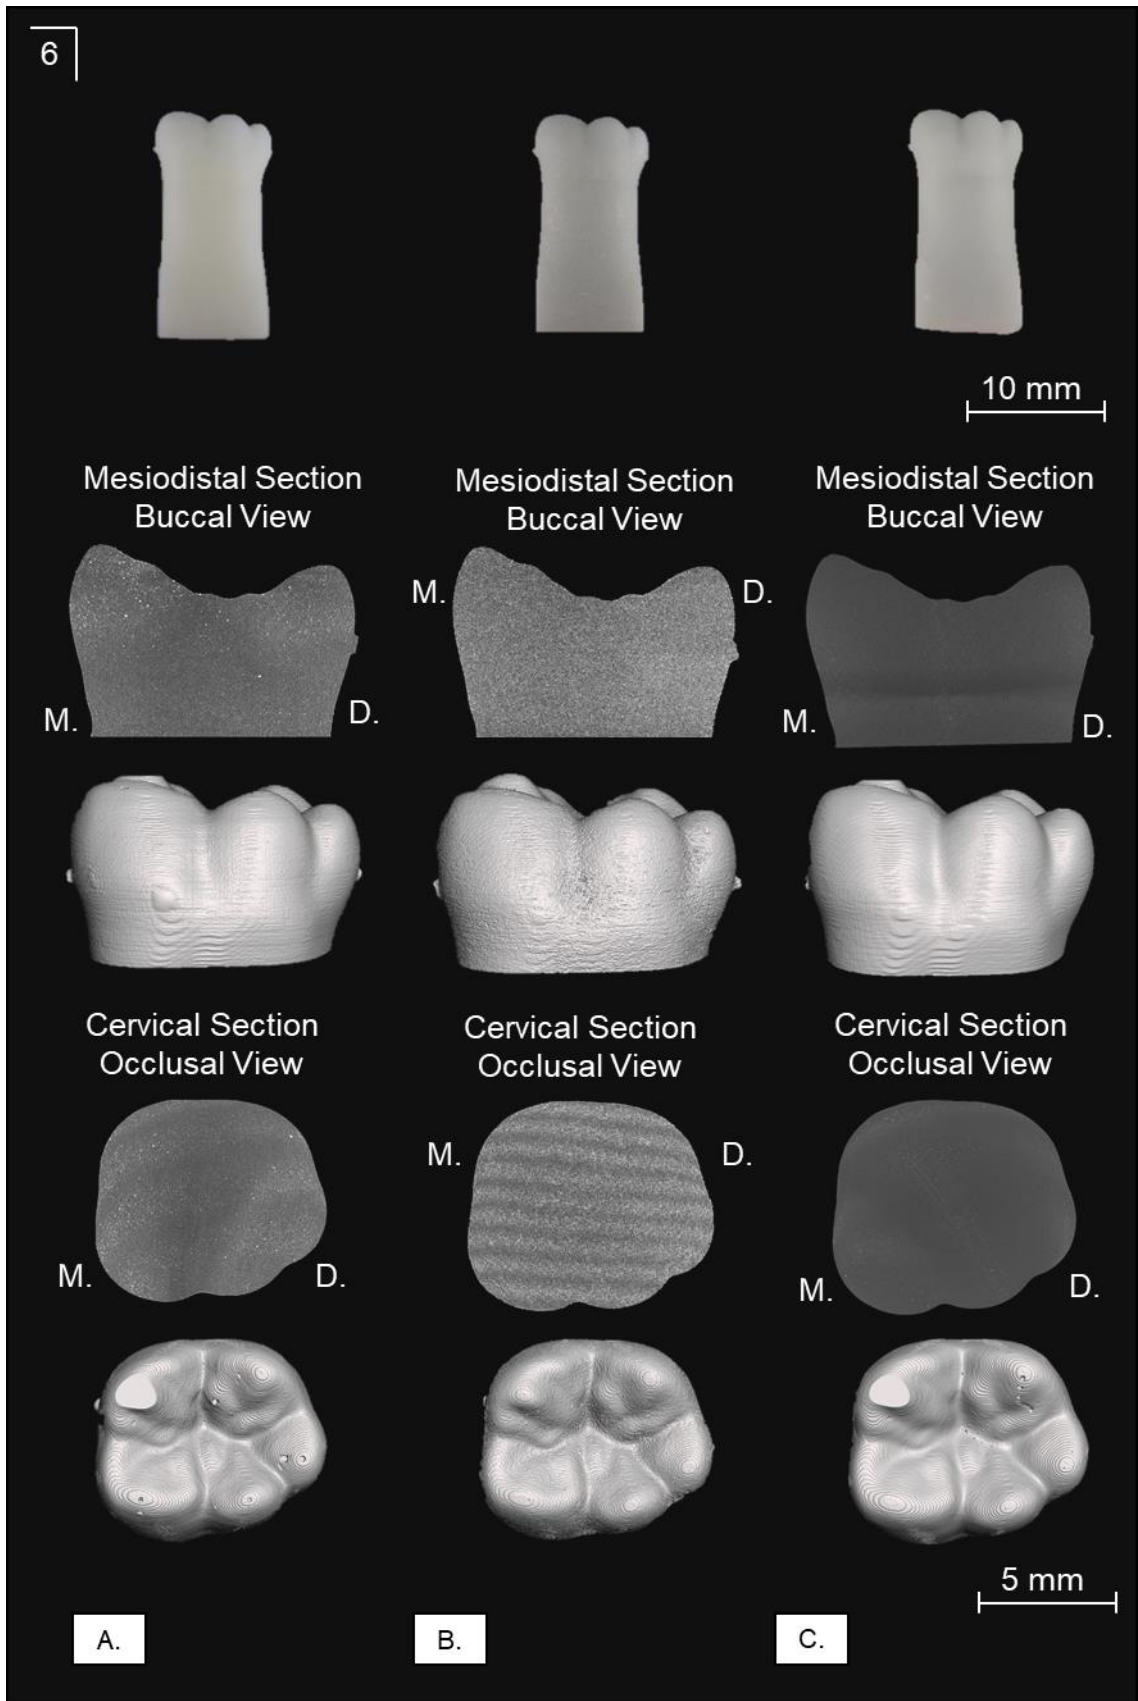 6
10 mm
Mesiodistal Section
Buccal View
Mesiodistal Section
Buccal View
Mesiodistal Section
Buccal View
M.
D.
M.
D.
M.
D.
Cervical Section
Occlusal View
Cervical Section
Occlusal View
Cervical Section
Occlusal View
M.
D.
M.
D.
M.
D.
5 mm
A.
B.
C.